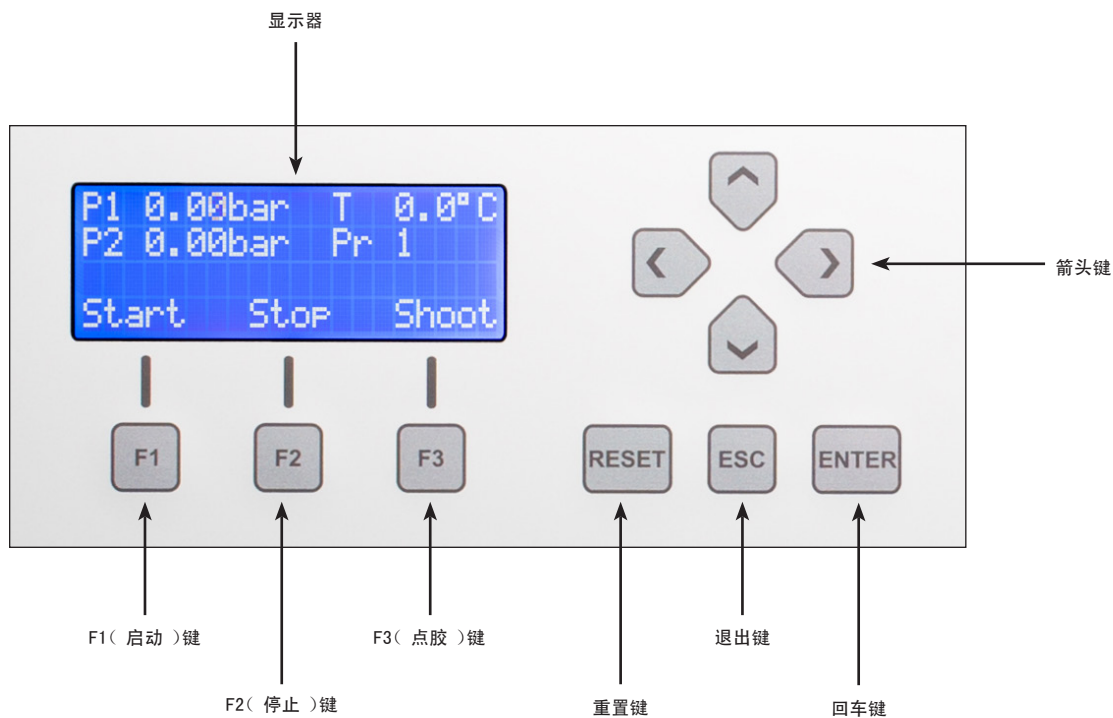 显示器
P1 0.00bar T 0.0°C
P2 0.00bar Pr 1
Start Stop Shoot
箭头键
F1 F2 F3 RESET ESC ENTER
F1（ 启动 ）键
F3（ 点胶 ）键
退出键
F2（ 停止 ）键
重置键
回车键